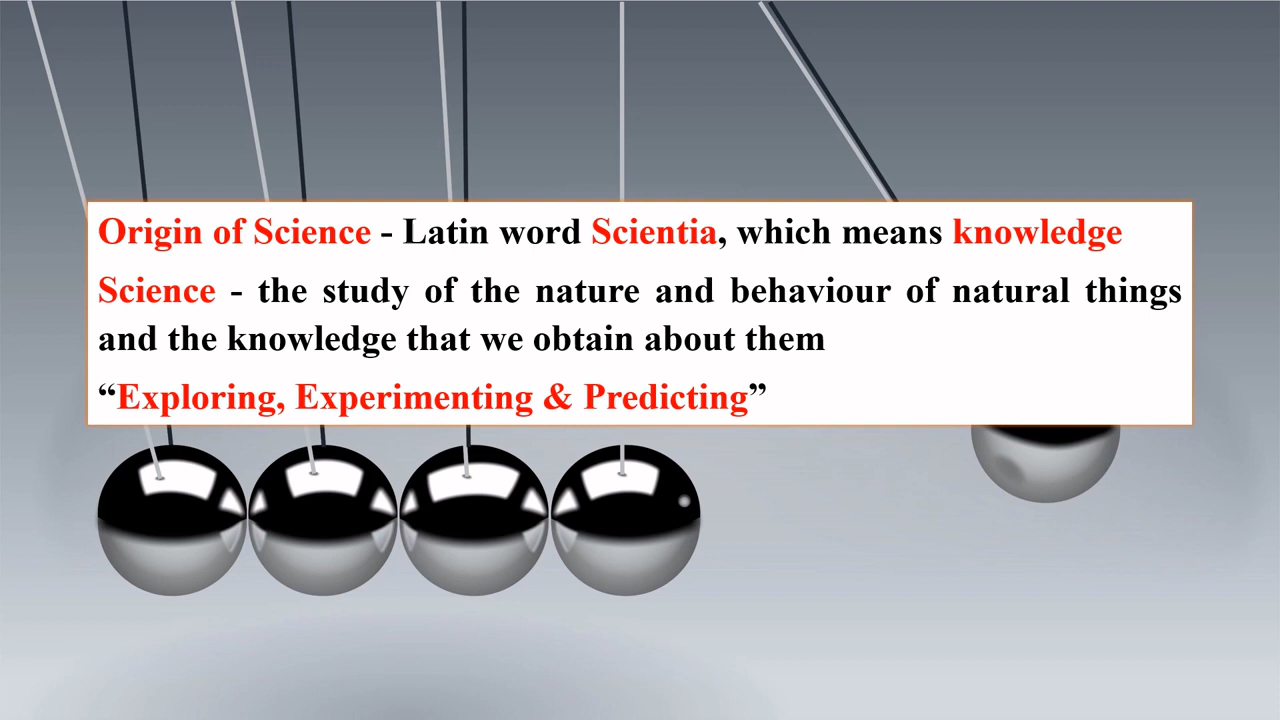 Origin of Science - Latin word Scientia, which means knowledge
Science - the study of the nature and behaviour of natural things
and the knowledge that we obtain about them
“Exploring, Experimenting & Predicting”